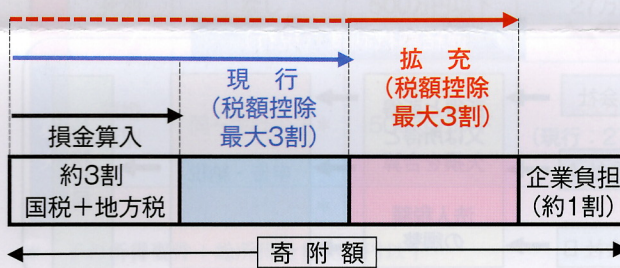 拡 充
(税額控除
最大3割)
現 行
(税額控除
最大3割)
損金算入
約3割
国税+地方税
企業負担
(約1割)
寄 附 額